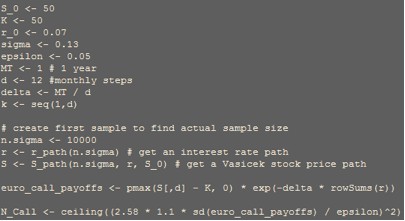 S_0 <- 50
K <- 50
r_0 <- 0.07
sigma <- 0.13
epsilon <- 0.05
MT <- 1 # 1 year
d <- 12 #monthly steps
delta <- MT / d
k <- seq(1,d)
# create first sample to find actual sample size
n.sigma <- 10000
r <- r_path(n.sigma) # get an interest rate path
S <- S_path(n.sigma, r, S_0) # get a Vasicek stock price path
euro_call_payoffs <- pmax(S[,d] - K, 0) * exp(-delta * rowSums(r))
N_Call <- ceiling((2.58 * 1.1 * sd(euro_call_payoffs) / epsilon)^2)